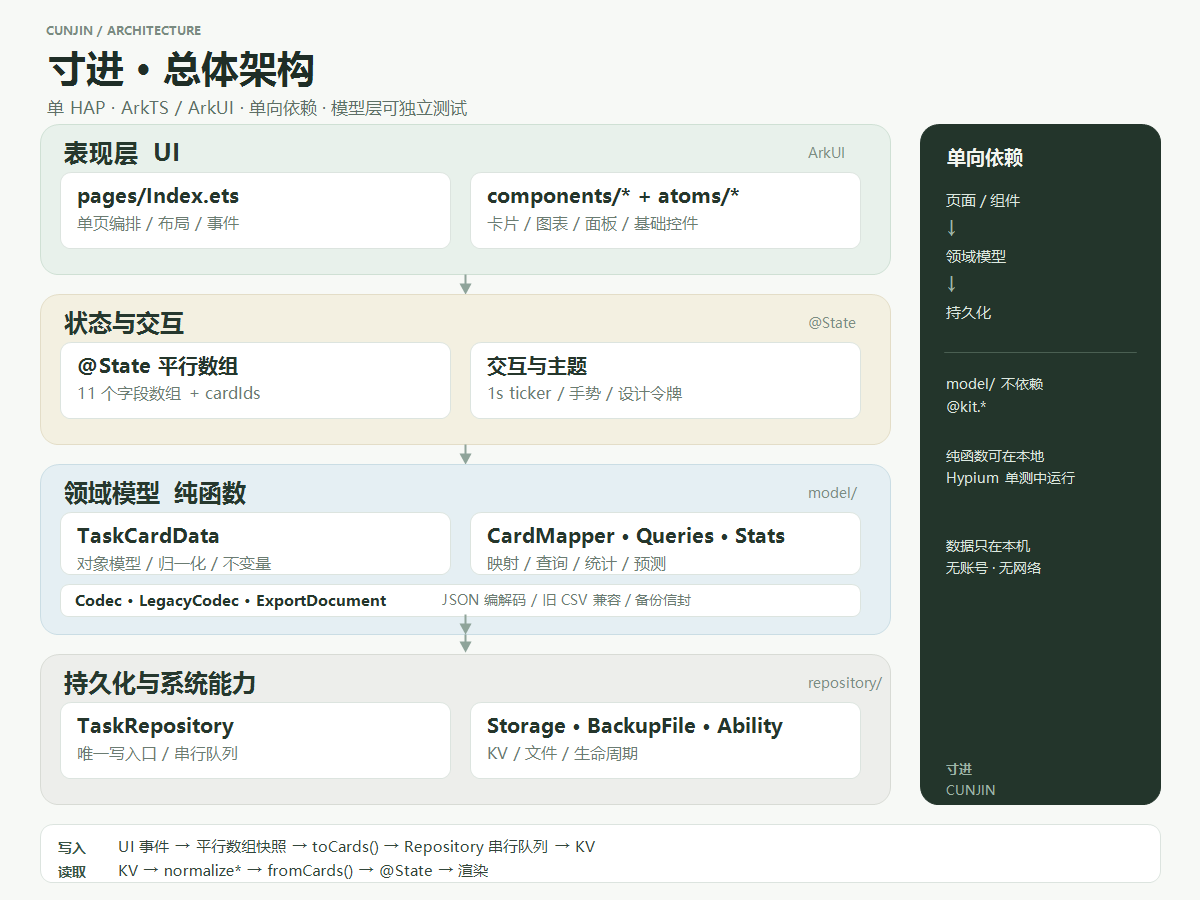 CUNJIN / ARCHITECTURE
寸进 • 总体架构
单 HAP · ArkTS / ArkUI · 单向依赖 · 模型层可独立测试
表现层 UI
ArkUI
pages/Index.ets
单页编排 / 布局 / 事件
components/* + atoms/*
卡片 / 图表 / 面板 / 基础控件
状态与交互
@State
@State 平行数组
11 个字段数组 + cardIds
交互与主题
1s ticker / 手势 / 设计令牌
领域模型 纯函数
model/
TaskCardData
对象模型 / 归一化 / 不变量
CardMapper • Queries • Stats
映射 / 查询 / 统计 / 预测
Codec • LegacyCodec • ExportDocument
JSON 编解码 / 旧 CSV 兼容 / 备份信封
持久化与系统能力
repository/
TaskRepository
唯一写入口 / 串行队列
Storage • BackupFile • Ability
KV / 文件 / 生命周期
单向依赖
页面 / 组件
↓
领域模型
↓
持久化
model/ 不依赖
@kit.*
纯函数可在本地
Hypium 单测中运行
数据只在本机
无账号 · 无网络
寸进
CUNJIN
写入 UI 事件 → 平行数组快照 → toCards() → Repository 串行队列 → KV
读取 KV → normalize* → fromCards() → @State → 渲染